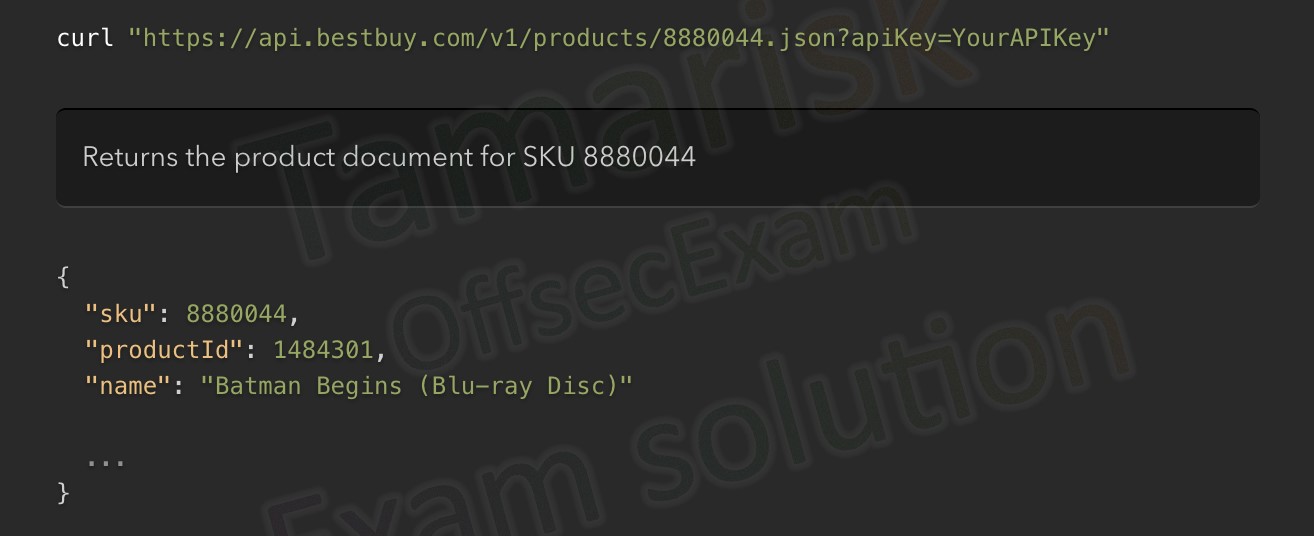 curl "https://api.bestbuy.com/v1/products/8880044.json?apiKey=YourAPIKey"
Returns the product document for SKU 8880044
{
"sku": 8880044,
"productId": 1484301,
"name": "Batman Begins (Blu-ray Disc)"
...
}
Tamarisk
OffsecExam
Exam solution